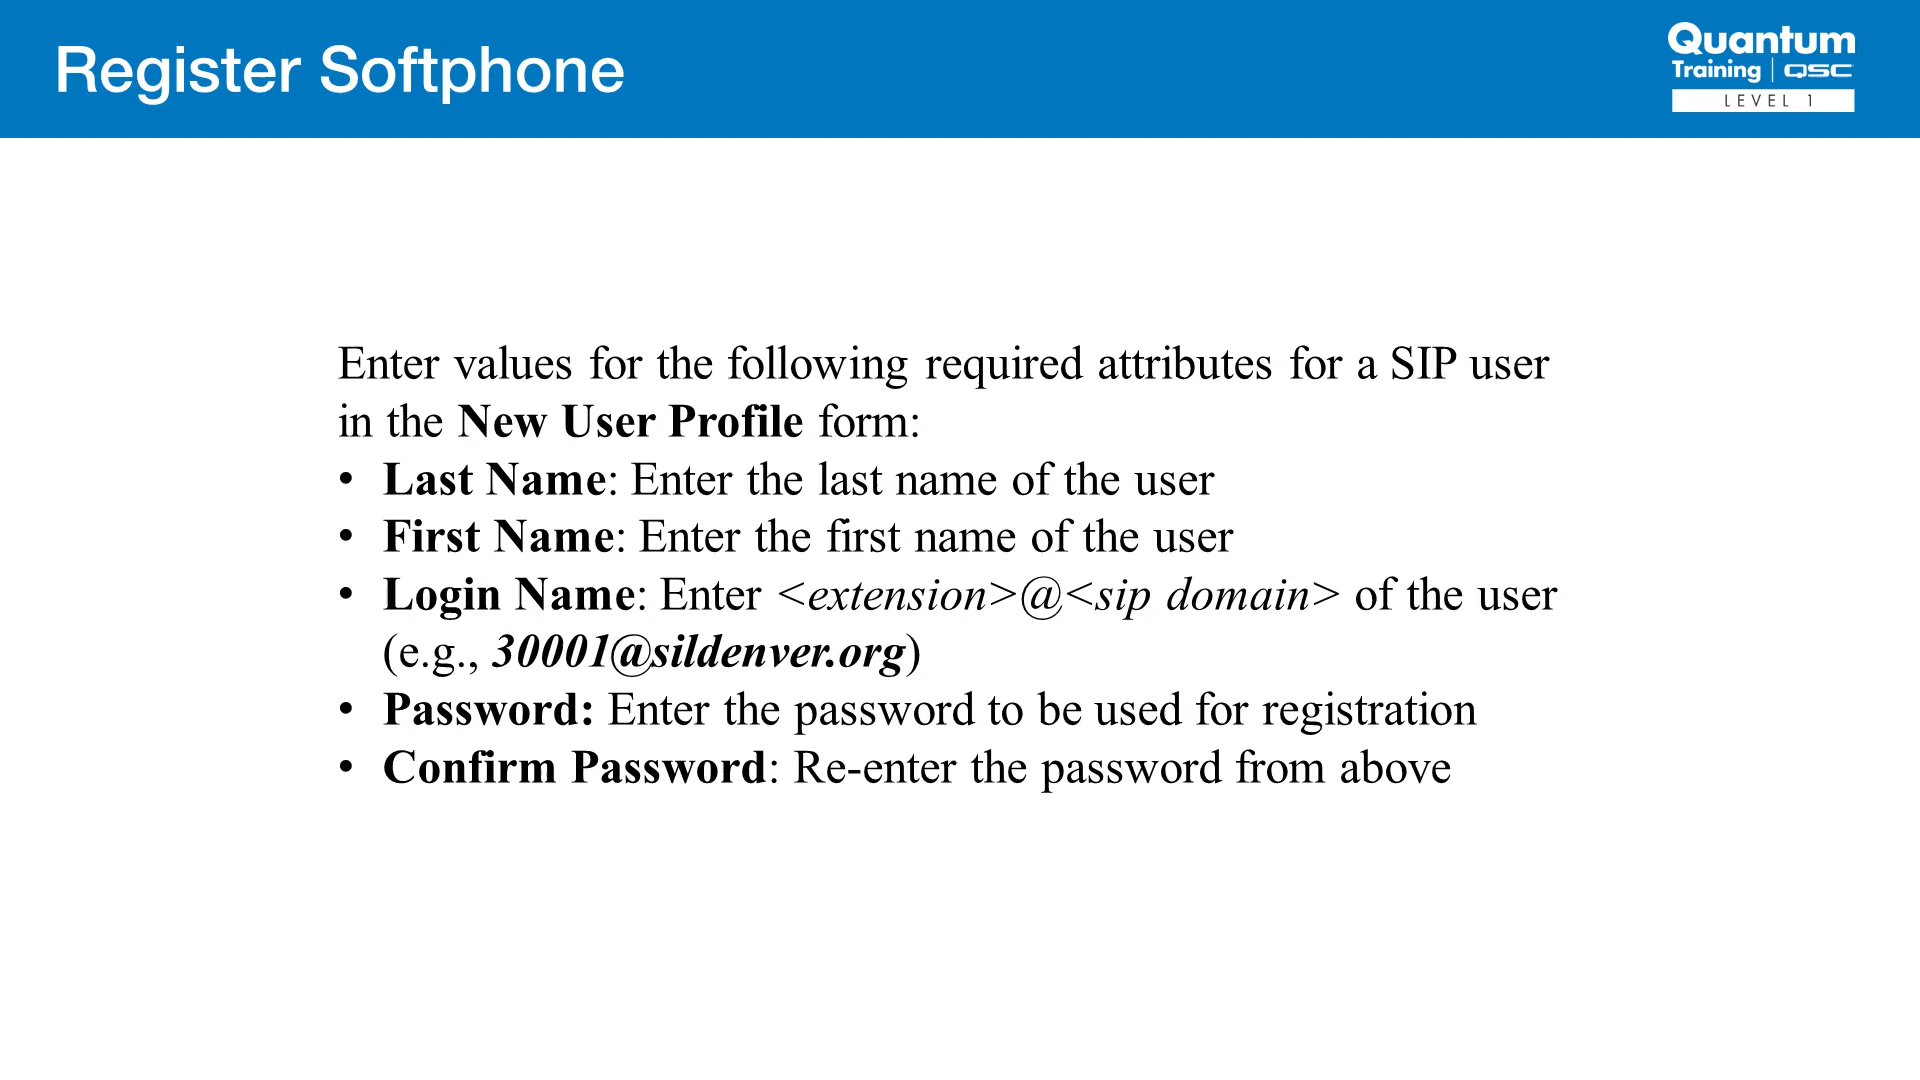 Register Softphone
Quantum
Training | QSC
LEVEL 1
Enter values for the following required attributes for a SIP user
in the New User Profile form:
• Last Name: Enter the last name of the user
• First Name: Enter the first name of the user
• Login Name: Enter <extension>@<sip domain> of the user
(e.g., 30001@sildenver.org)
• Password: Enter the password to be used for registration
• Confirm Password: Re-enter the password from above